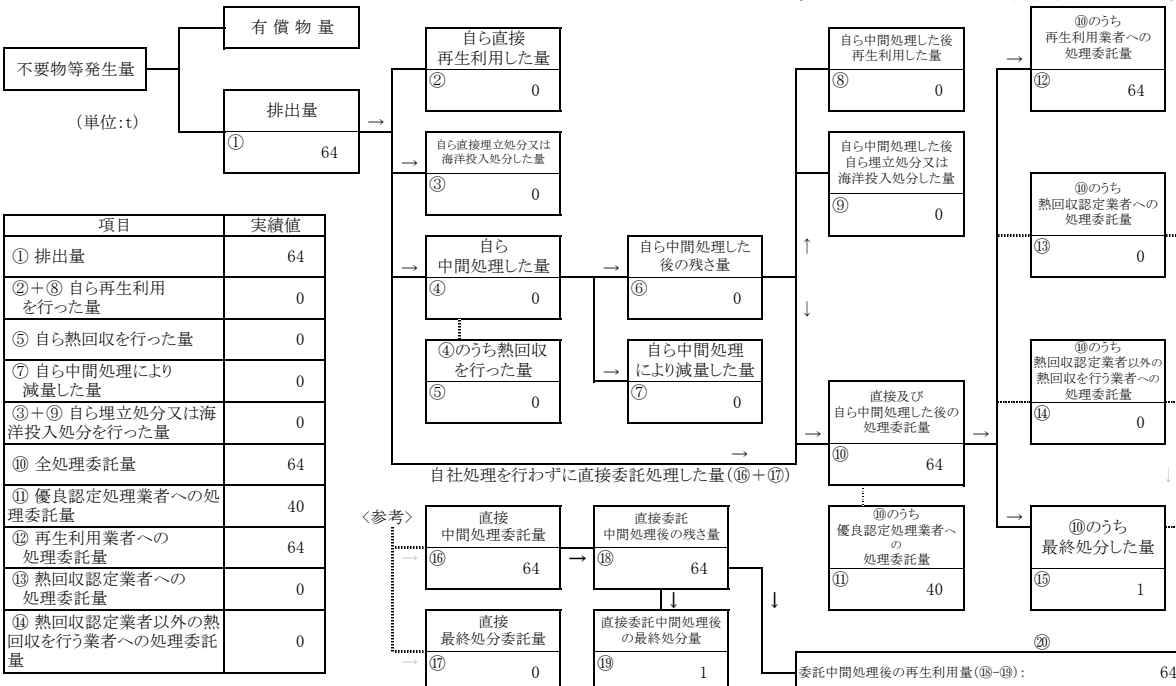 不要物等発生量
(単位:t)
有 償 物 量
排出量
①
64
→
自ら直接
再生利用した量
②
0
→
自ら直接埋立処分又は
海洋投入処分した量
③
0
→
自ら
中間処理した量
④
0
④のうち熱回収
を行った量
⑤
0
→
自ら中間処理した
後の残さ量
⑥
0
→
自ら中間処理
により減量した量
⑦
0
自ら中間処理した後
再生利用した量
⑧
0
自ら中間処理した後
自ら埋立処分又は
海洋投入処分した量
⑨
0
↑
↓
→
自社処理を行わずに直接委託処理した量(⑯+⑰)
→
直接及び
自ら中間処理した後の
処理委託量
⑩
64
⑩のうち
優良認定処理業者へ
の
処理委託量
⑪
40
→
→
⑩のうち
再生利用業者への
処理委託量
⑫
64
⑩のうち
熱回収認定業者への
処理委託量
⑬
0
⑩のうち
熱回収認定業者以外の
熱回収を行う業者への
処理委託量
⑭
0
↓
→
⑩のうち
最終処分した量
⑮
1
項目 実績値
① 排出量 64
②+⑧ 自ら再生利用
を行った量 0
⑤ 自ら熱回収を行った量 0
⑦ 自ら中間処理により
減量した量 0
③+⑨ 自ら埋立処分又は海
洋投入処分を行った量 0
⑩ 全処理委託量 64
⑪ 優良認定処理業者への処
理委託量 40
⑫ 再生利用業者への
処理委託量 64
⑬ 熱回収認定業者への
処理委託量 0
⑭ 熱回収認定業者以外の熱
回収を行う業者への処理委託
量 0
〈参考〉
→
直接
中間処理委託量
⑯
64
→
直接委託
中間処理後の残さ量
⑱
64
↓
↓
→
直接
最終処分委託量
⑰
0
直接委託中間処理後
の最終処分量
⑲
1
⑳
委託中間処理後の再生利用量(⑱-⑲) : 64